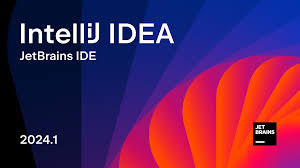 IntelliJ IDEA
JetBrains IDE
2024.1
JET
BRAINS